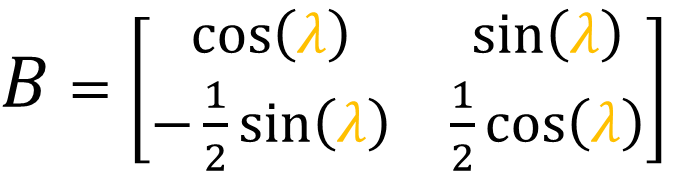 B = [ cos(λ) sin(λ)
-1/2 sin(λ) 1/2 cos(λ) ]